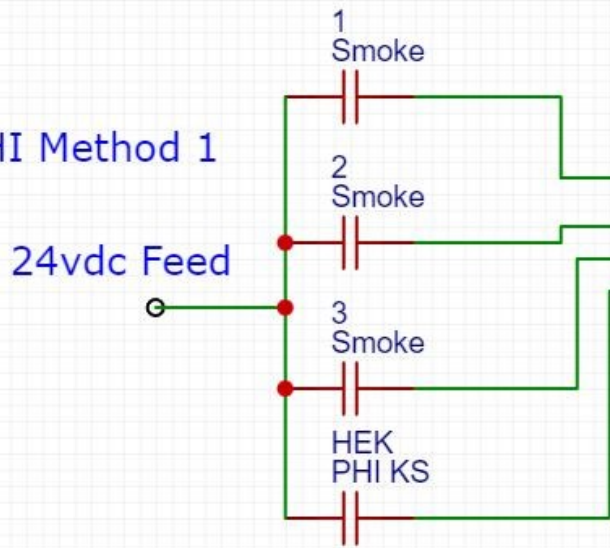 1
Smoke
HI Method 1
2
Smoke
24vdc Feed
3
Smoke
HEK
PHI KS